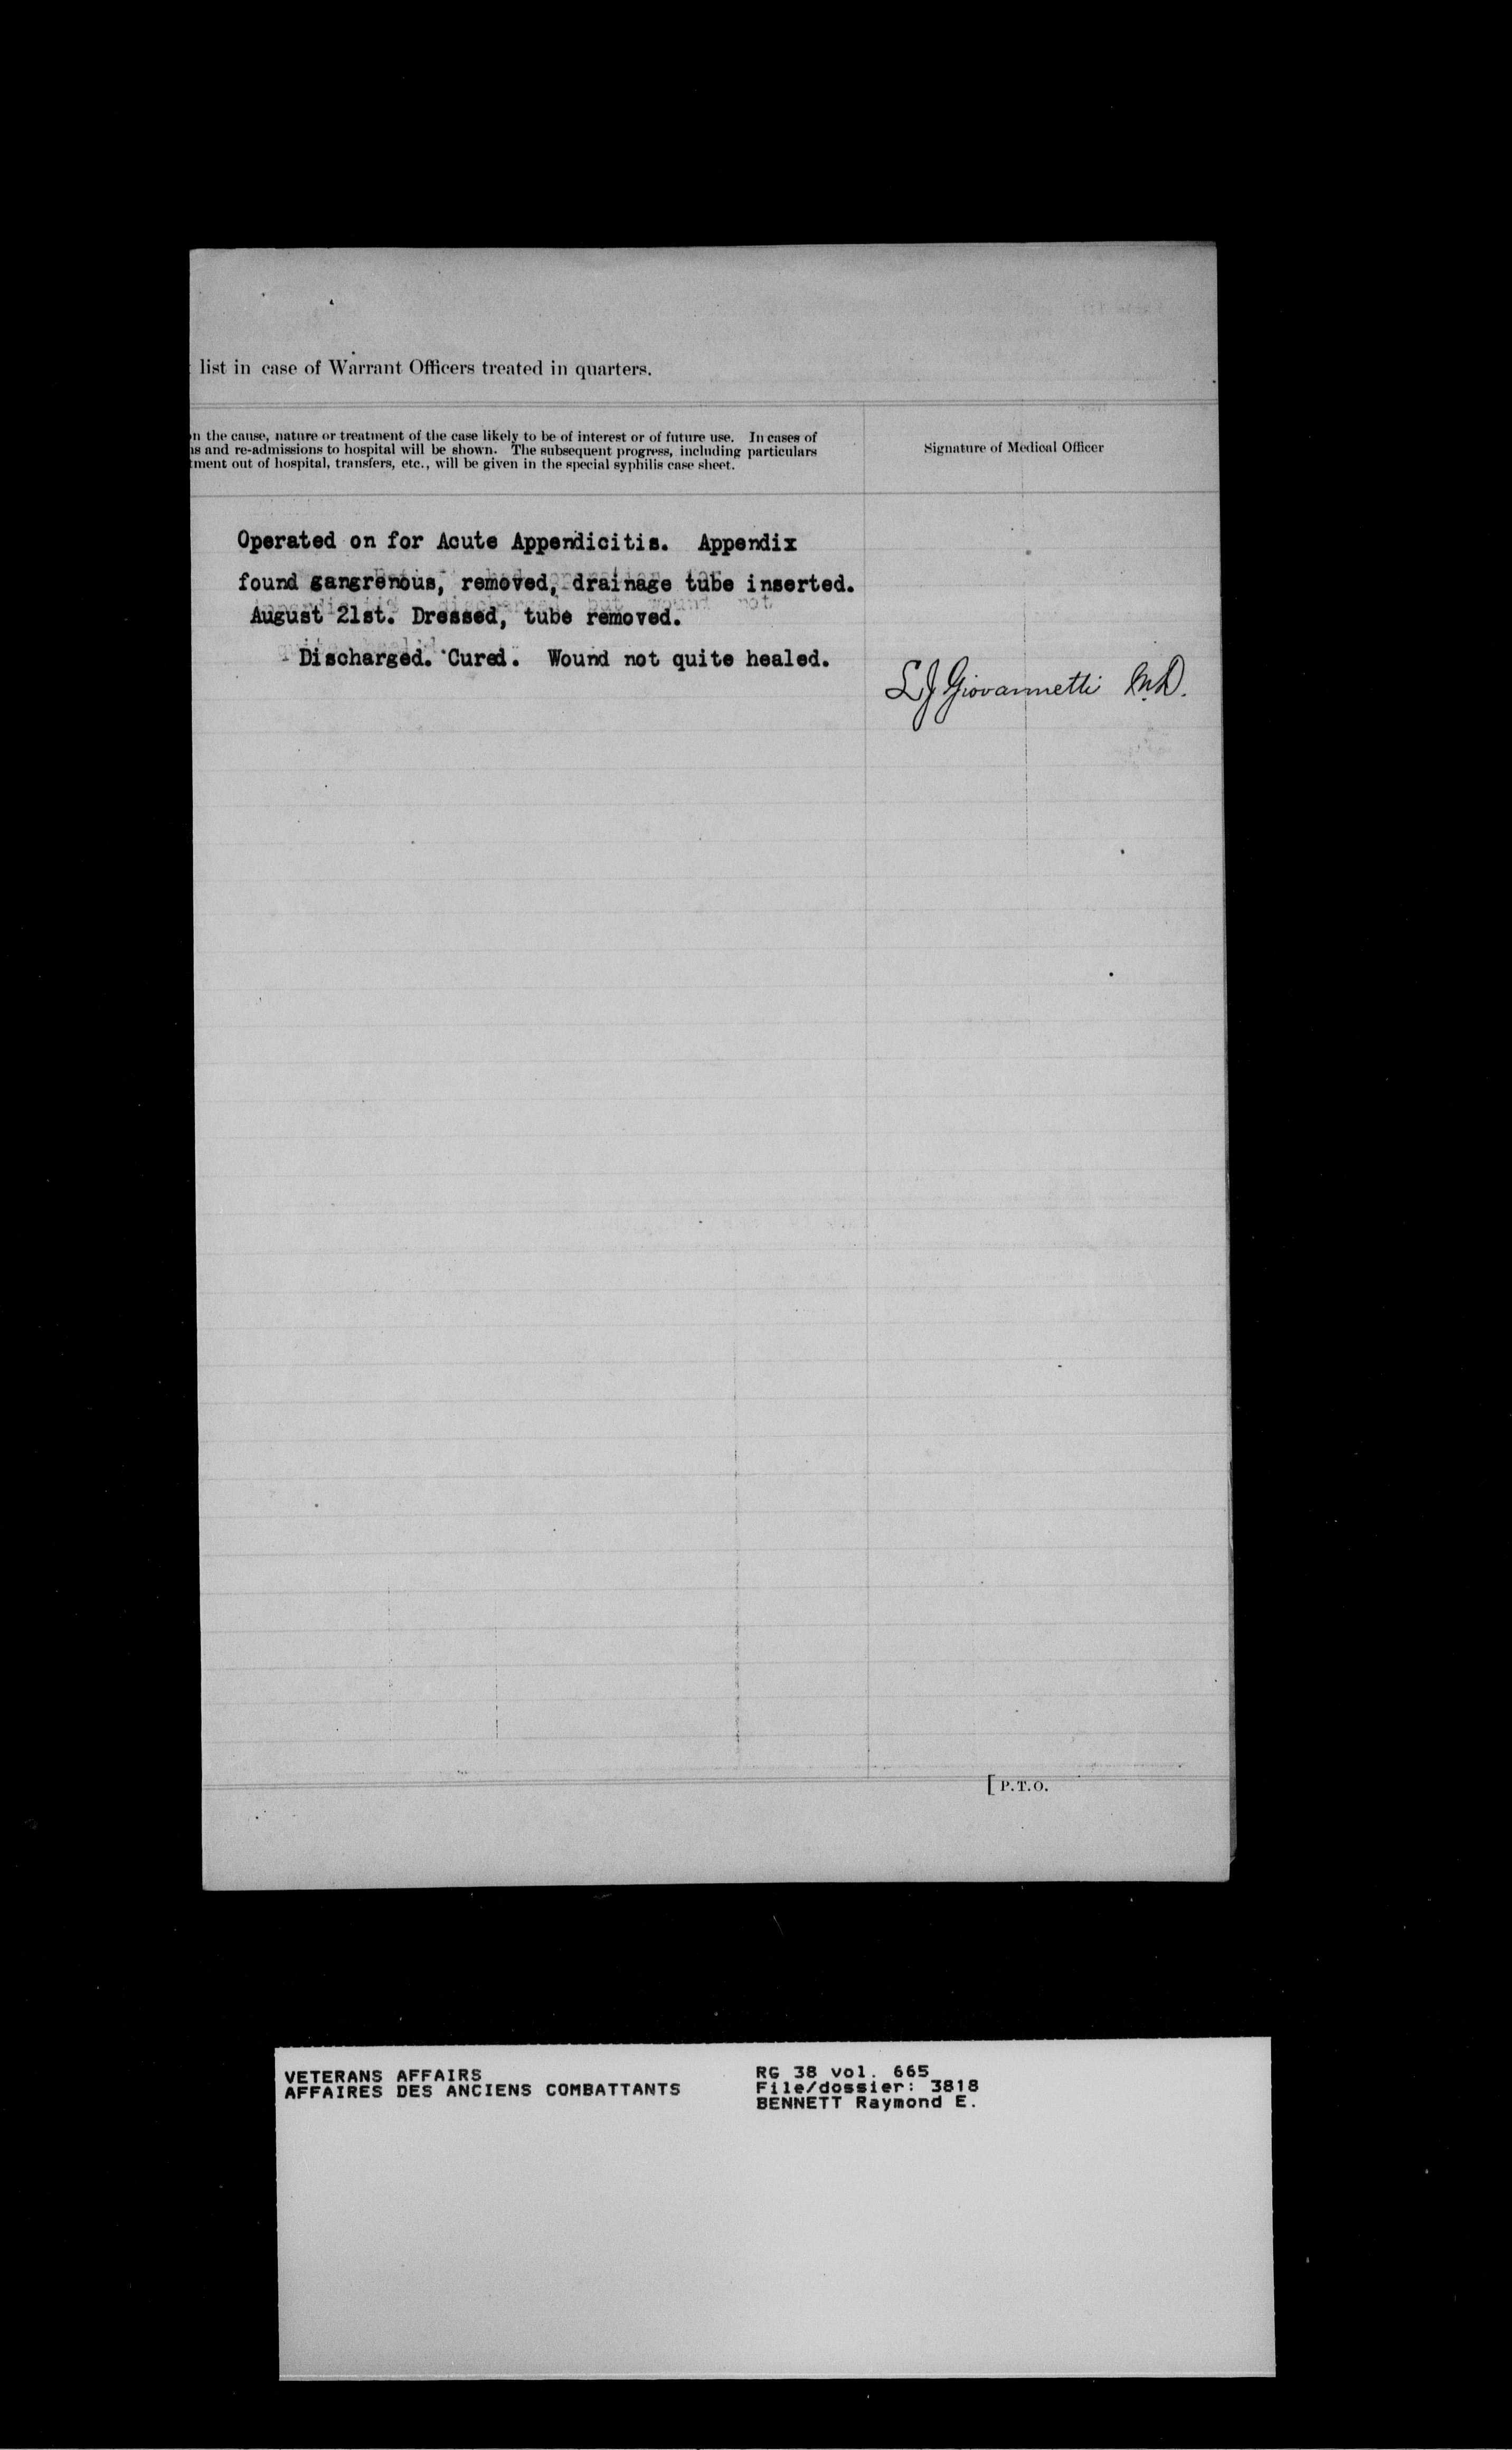 list in case of Warrant Officers treated in quarters.
n the cause, nature or treatment of the case likely to be of interest or of future use. In cases of
s and re-admissions to hospital will be shown. The subsequent progress, including particulars
tment out of hospital, transfers, etc., will be given in the special syphilis case sheet.
Signature of Medical Officer
Operated on for Acute Appendicitis. Appendix
found gangrenous, removed, drainage tube inserted.
August 21st. Dressed, tube removed.
Discharged. Cured. Wound not quite healed.
L J Giovannetti M.D.
[P.T.O.
VETERANS AFFAIRS
AFFAIRES DES ANCIENS COMBATTANTS
RG 38 vol. 665
File/dossier: 3818
BENNETT Raymond E.